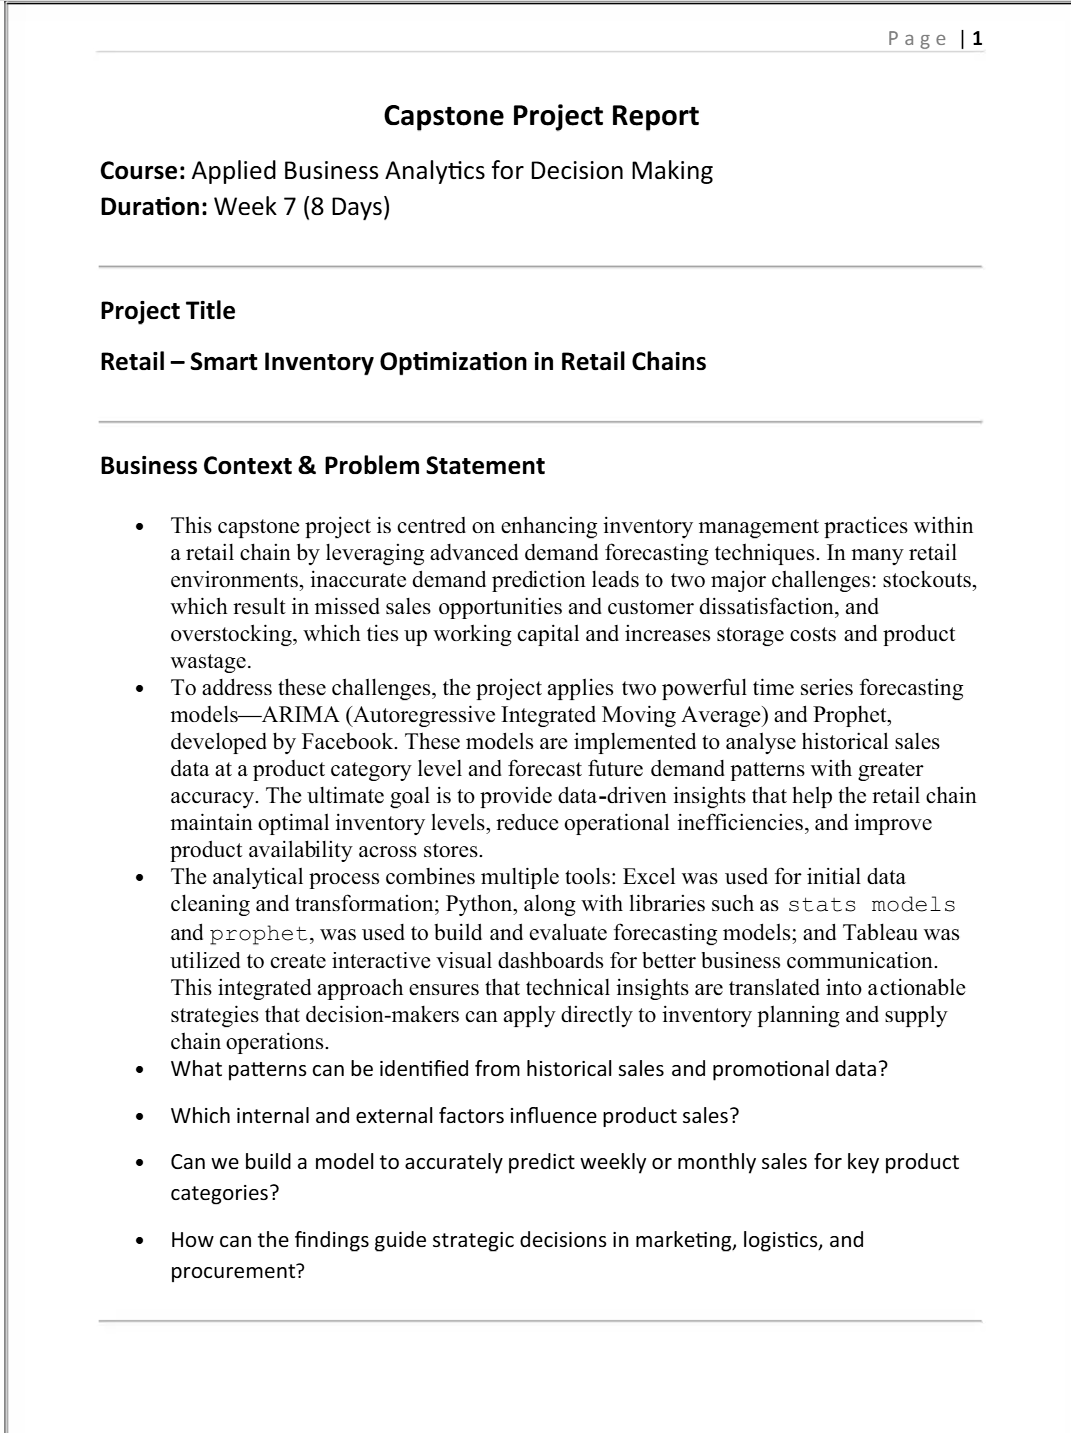 Page | 1
Capstone Project Report
Course: Applied Business Analytics for Decision Making
Duration: Week 7 (8 Days)
Project Title
Retail – Smart Inventory Optimization in Retail Chains
Business Context & Problem Statement
• This capstone project is centred on enhancing inventory management practices within
a retail chain by leveraging advanced demand forecasting techniques. In many retail
environments, inaccurate demand prediction leads to two major challenges: stockouts,
which result in missed sales opportunities and customer dissatisfaction, and
overstocking, which ties up working capital and increases storage costs and product
wastage.
• To address these challenges, the project applies two powerful time series forecasting
models—ARIMA (Autoregressive Integrated Moving Average) and Prophet,
developed by Facebook. These models are implemented to analyse historical sales
data at a product category level and forecast future demand patterns with greater
accuracy. The ultimate goal is to provide data-driven insights that help the retail chain
maintain optimal inventory levels, reduce operational inefficiencies, and improve
product availability across stores.
• The analytical process combines multiple tools: Excel was used for initial data
cleaning and transformation; Python, along with libraries such as stats models
and prophet, was used to build and evaluate forecasting models; and Tableau was
utilized to create interactive visual dashboards for better business communication.
This integrated approach ensures that technical insights are translated into actionable
strategies that decision-makers can apply directly to inventory planning and supply
chain operations.
• What patterns can be identified from historical sales and promotional data?
• Which internal and external factors influence product sales?
• Can we build a model to accurately predict weekly or monthly sales for key product
categories?
• How can the findings guide strategic decisions in marketing, logistics, and
procurement?